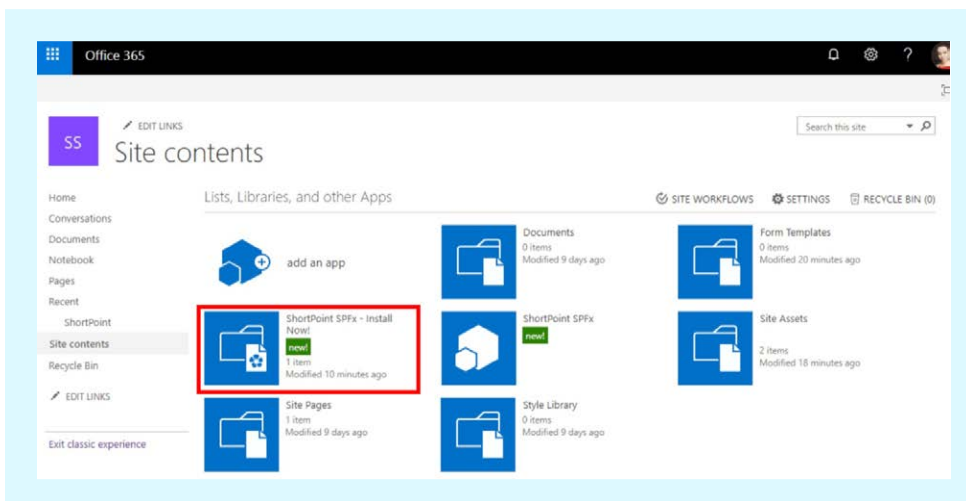 Office 365
?
EDIT LINKS
Search this site
SS
Site contents
Home
Conversations
Documents
Notebook
Pages
Recent
ShortPoint
Site contents
Recycle Bin
EDIT LINKS
Exit classic experience
Lists, Libraries, and other Apps
SITE WORKFLOWS
SETTINGS
RECYCLE BIN (0)
add an app
Documents
0 items
Modified 9 days ago
Form Templates
0 items
Modified 20 minutes ago
ShortPoint SPFx - Install
Now!
new!
1 item
Modified 10 minutes ago
ShortPoint SPFx
new!
Site Assets
2 items
Modified 18 minutes ago
Site Pages
1 item
Modified 9 days ago
Style Library
0 items
Modified 9 days ago